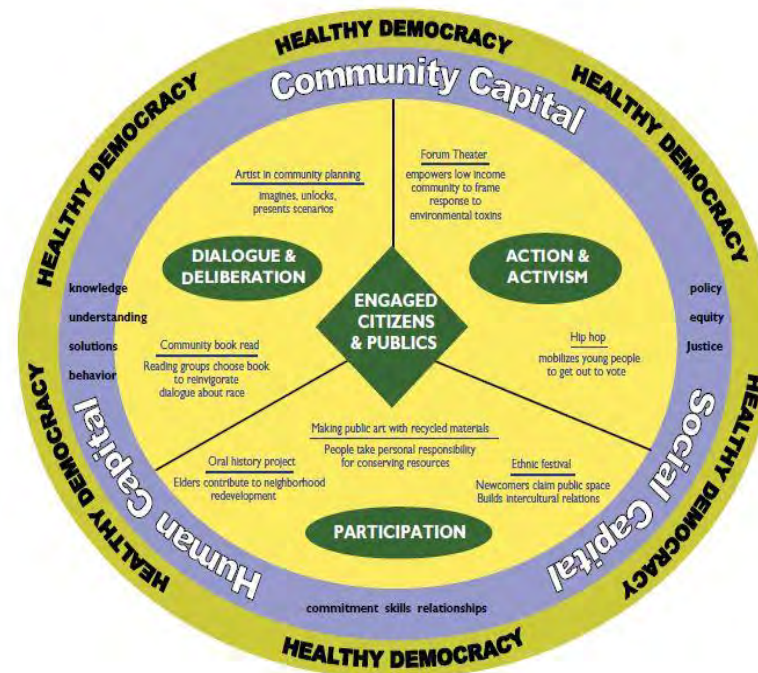 HEALTHY DEMOCRACY
HEALTHY DEMOCRACY
HEALTHY DEMOCRACY
Community Capital
Artist in community planning
imagines, unlocks,
presents scenarios
Forum Theater
empowers low income
community to frame
response to
environmental toxins
DIALOGUE &
DELIBERATION
ACTION &
ACTIVISM
ENGAGED
CITIZENS
& PUBLICS
knowledge
understanding
solutions
behavior
policy
equity
Justice
Community book read
Reading groups choose book
to reinvigorate
dialogue about race
Hip hop
mobilizes young people
to get out to vote
Making public art with recycled materials
People take personal responsibility
for conserving resources
Oral history project
Elders contribute to neighborhood
redevelopment
Ethnic festival
Newcomers claim public space
Builds intercultural relations
PARTICIPATION
Human Capital
Social Capital
commitment skills relationships
HEALTHY DEMOCRACY
HEALTHY DEMOCRACY
HEALTHY DEMOCRACY